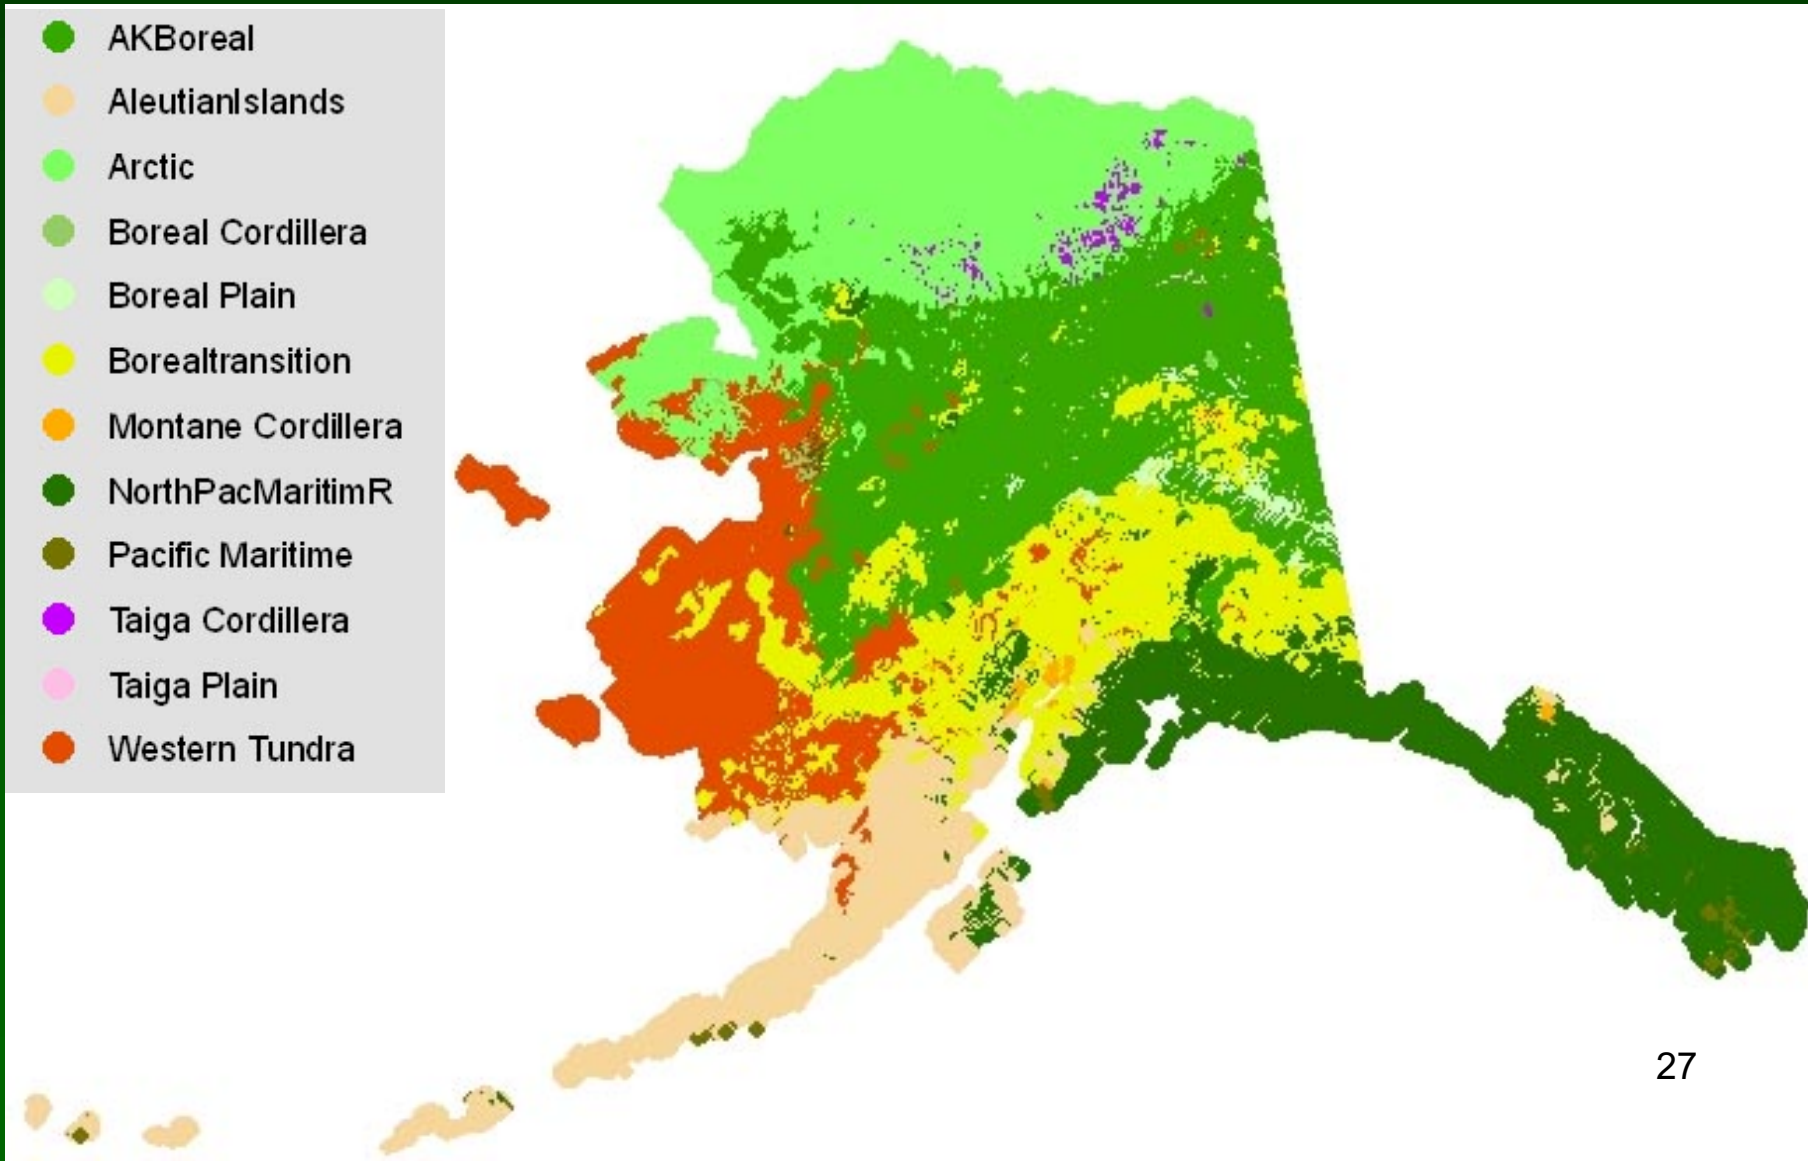 AKBoreal
AleutianIslands
Arctic
Boreal Cordillera
Boreal Plain
Borealtransition
Montane Cordillera
NorthPacMaritimR
Pacific Maritime
Taiga Cordillera
Taiga Plain
Western Tundra
27